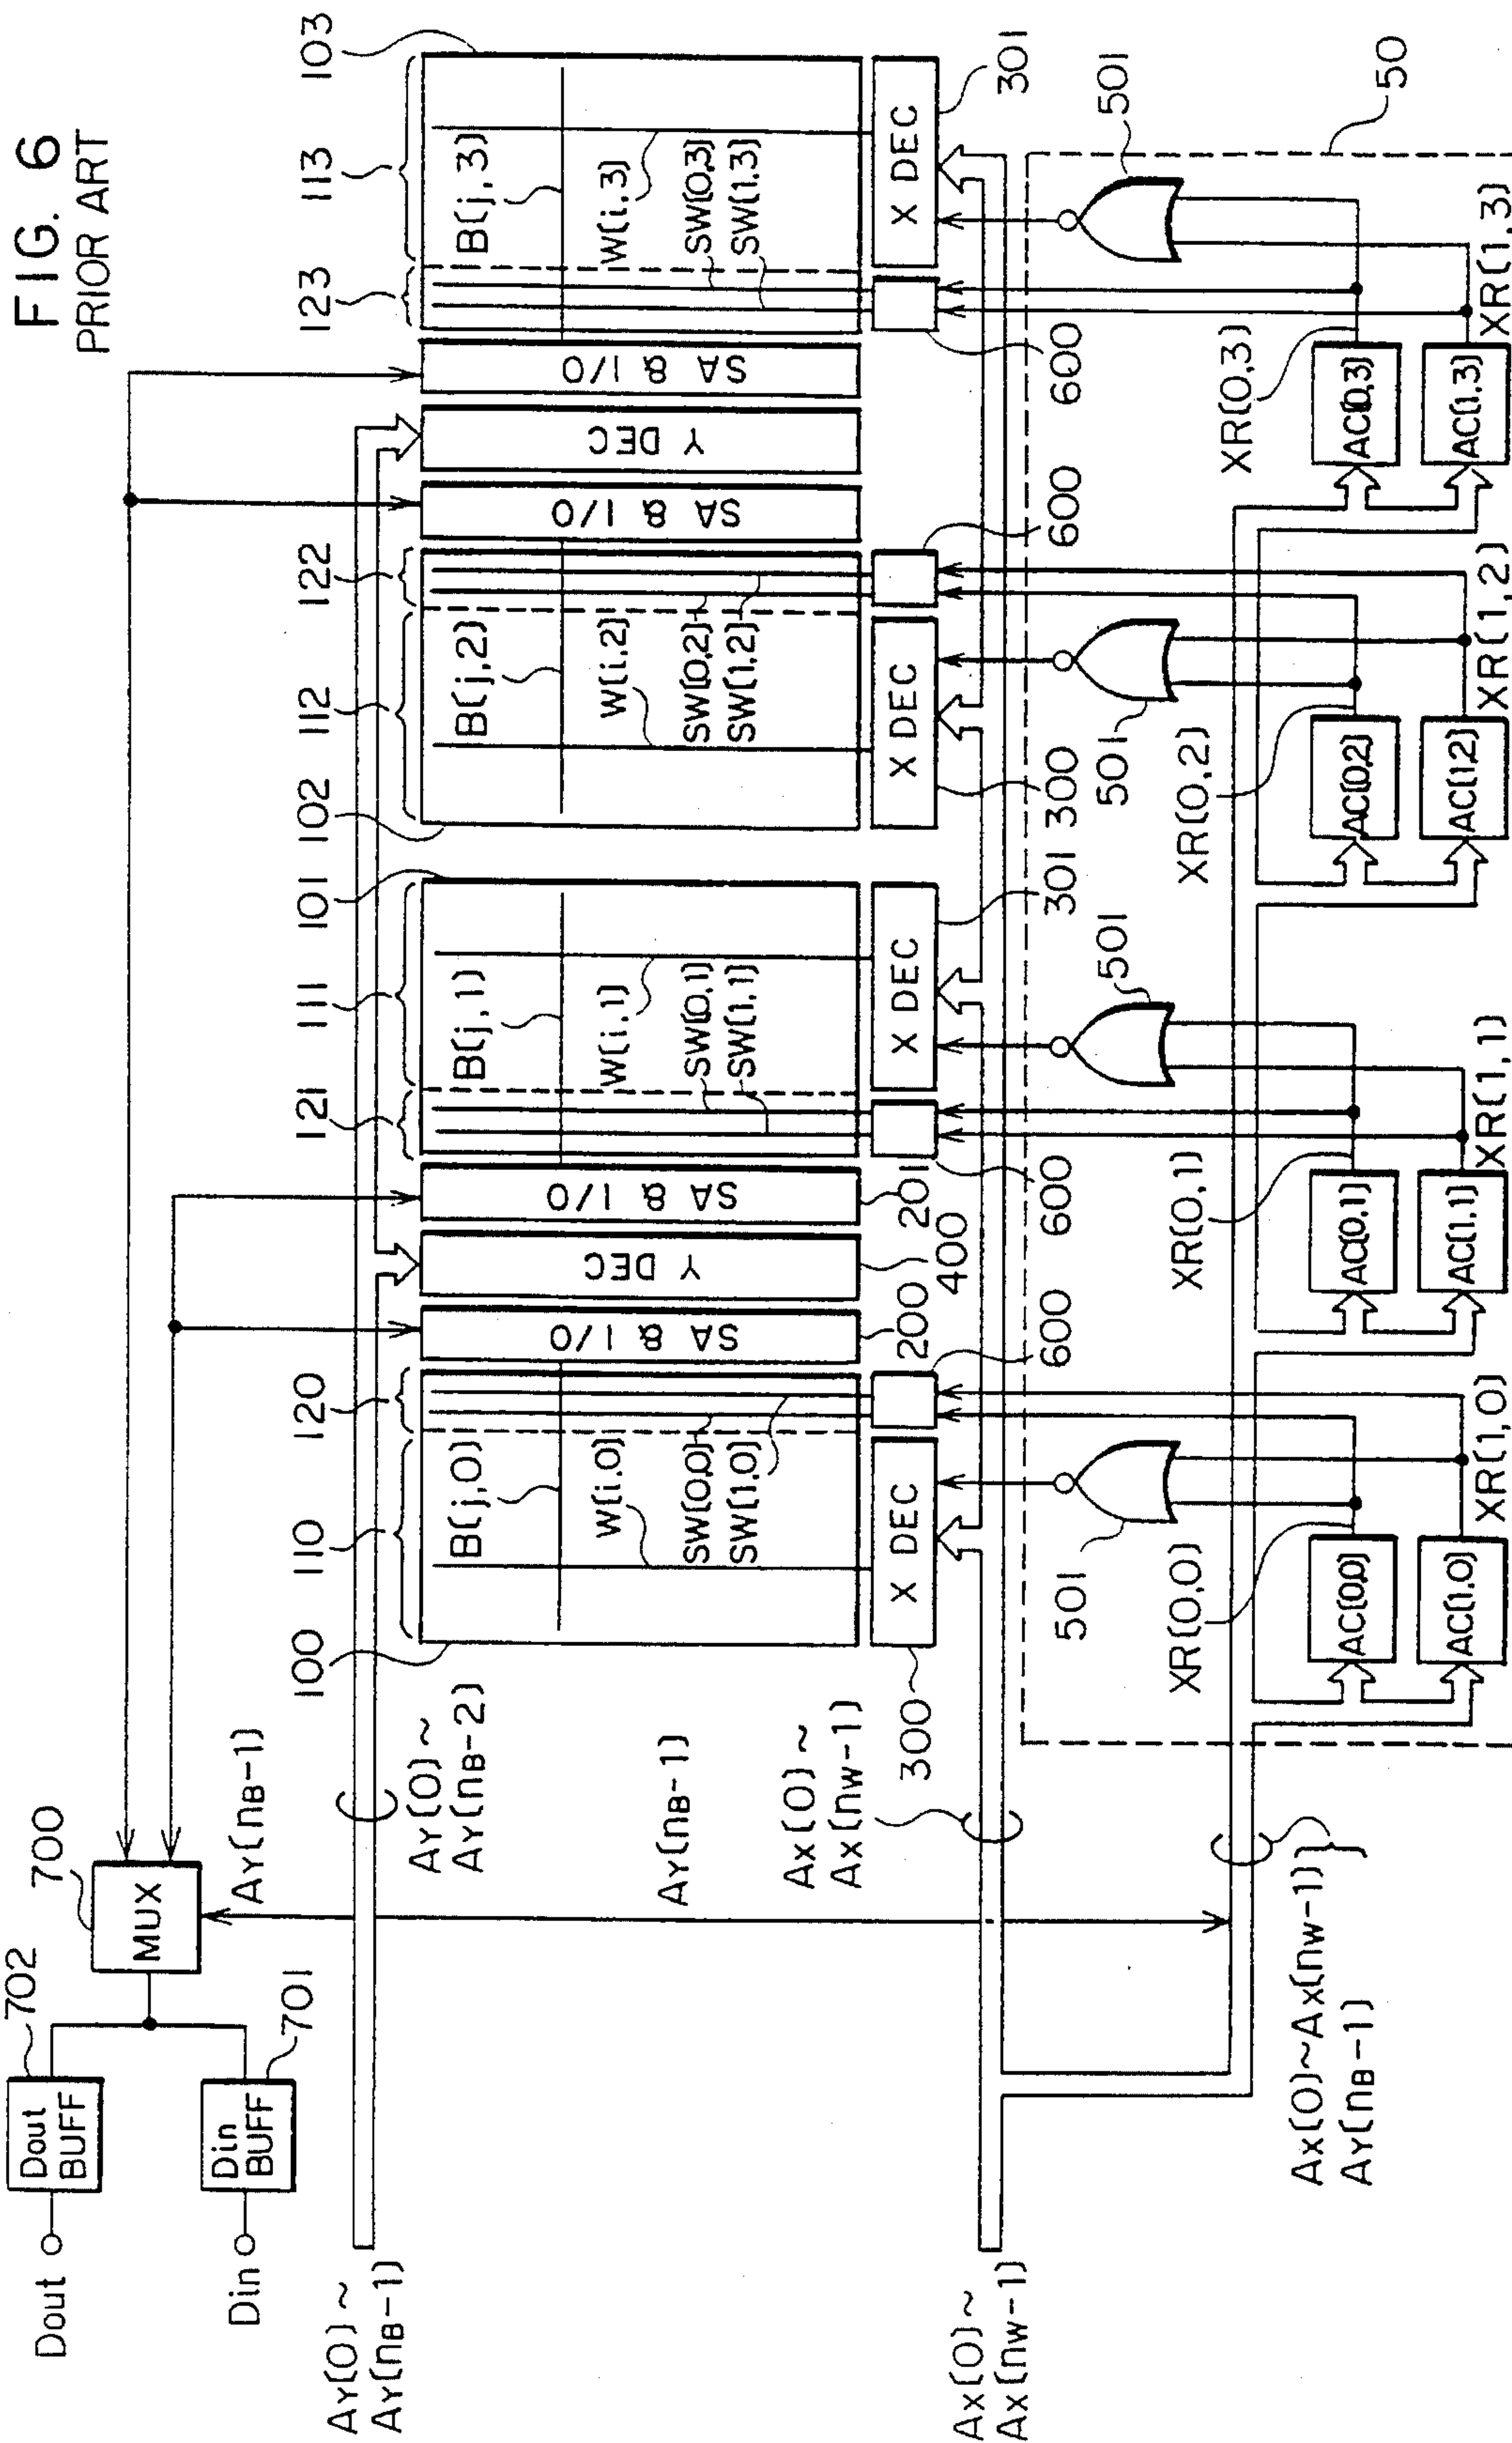 FIG. 6
PRIOR ART
Dout
Dout
BUFF
702
Din
Din
BUFF
701
MUX
700
AY(nB-1)
AY(0)~
AY(nB-1)
AY(0)~
AY(nB-2)
AY(nB-1)
AX(0)~
AX(nW-1)
AX(0)~
AX(nW-1)
AX(0)~AX(nW-1)
AY(nB-1)
100
110
120
B(j,0)
W(i,0)
SW(0,0)
SW(1,0)
SA & I/O
200
Y DEC
400
SA & I/O
201
121
111
101
B(j,1)
W(i,1)
SW(0,1)
SW(1,1)
102
112
122
B(j,2)
W(i,2)
SW(0,2)
SW(1,2)
SA & I/O
Y DEC
SA & I/O
123
113
103
B(j,3)
W(i,3)
SW(0,3)
SW(1,3)
X DEC
300
600
600
X DEC
301
X DEC
300
600
600
X DEC
301
50
501
501
501
501
XR(0,0)
AC(0,0)
AC(1,0)
XR(1,0)
XR(0,1)
AC(0,1)
AC(1,1)
XR(1,1)
XR(0,2)
AC(0,2)
AC(1,2)
XR(1,2)
XR(0,3)
AC(0,3)
AC(1,3)
XR(1,3)